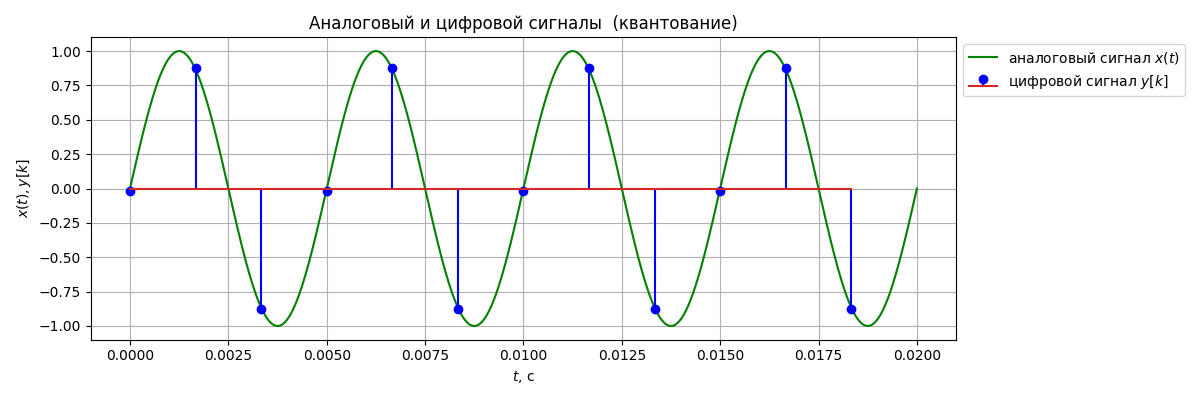 Аналоговый и цифровой сигналы (квантование)
аналоговый сигнал x(t)
цифровой сигнал y[k]
x(t), y[k]
1.00
0.75
0.50
0.25
0.00
−0.25
−0.50
−0.75
−1.00
0.0000 0.0025 0.0050 0.0075 0.0100 0.0125 0.0150 0.0175 0.0200
t, с